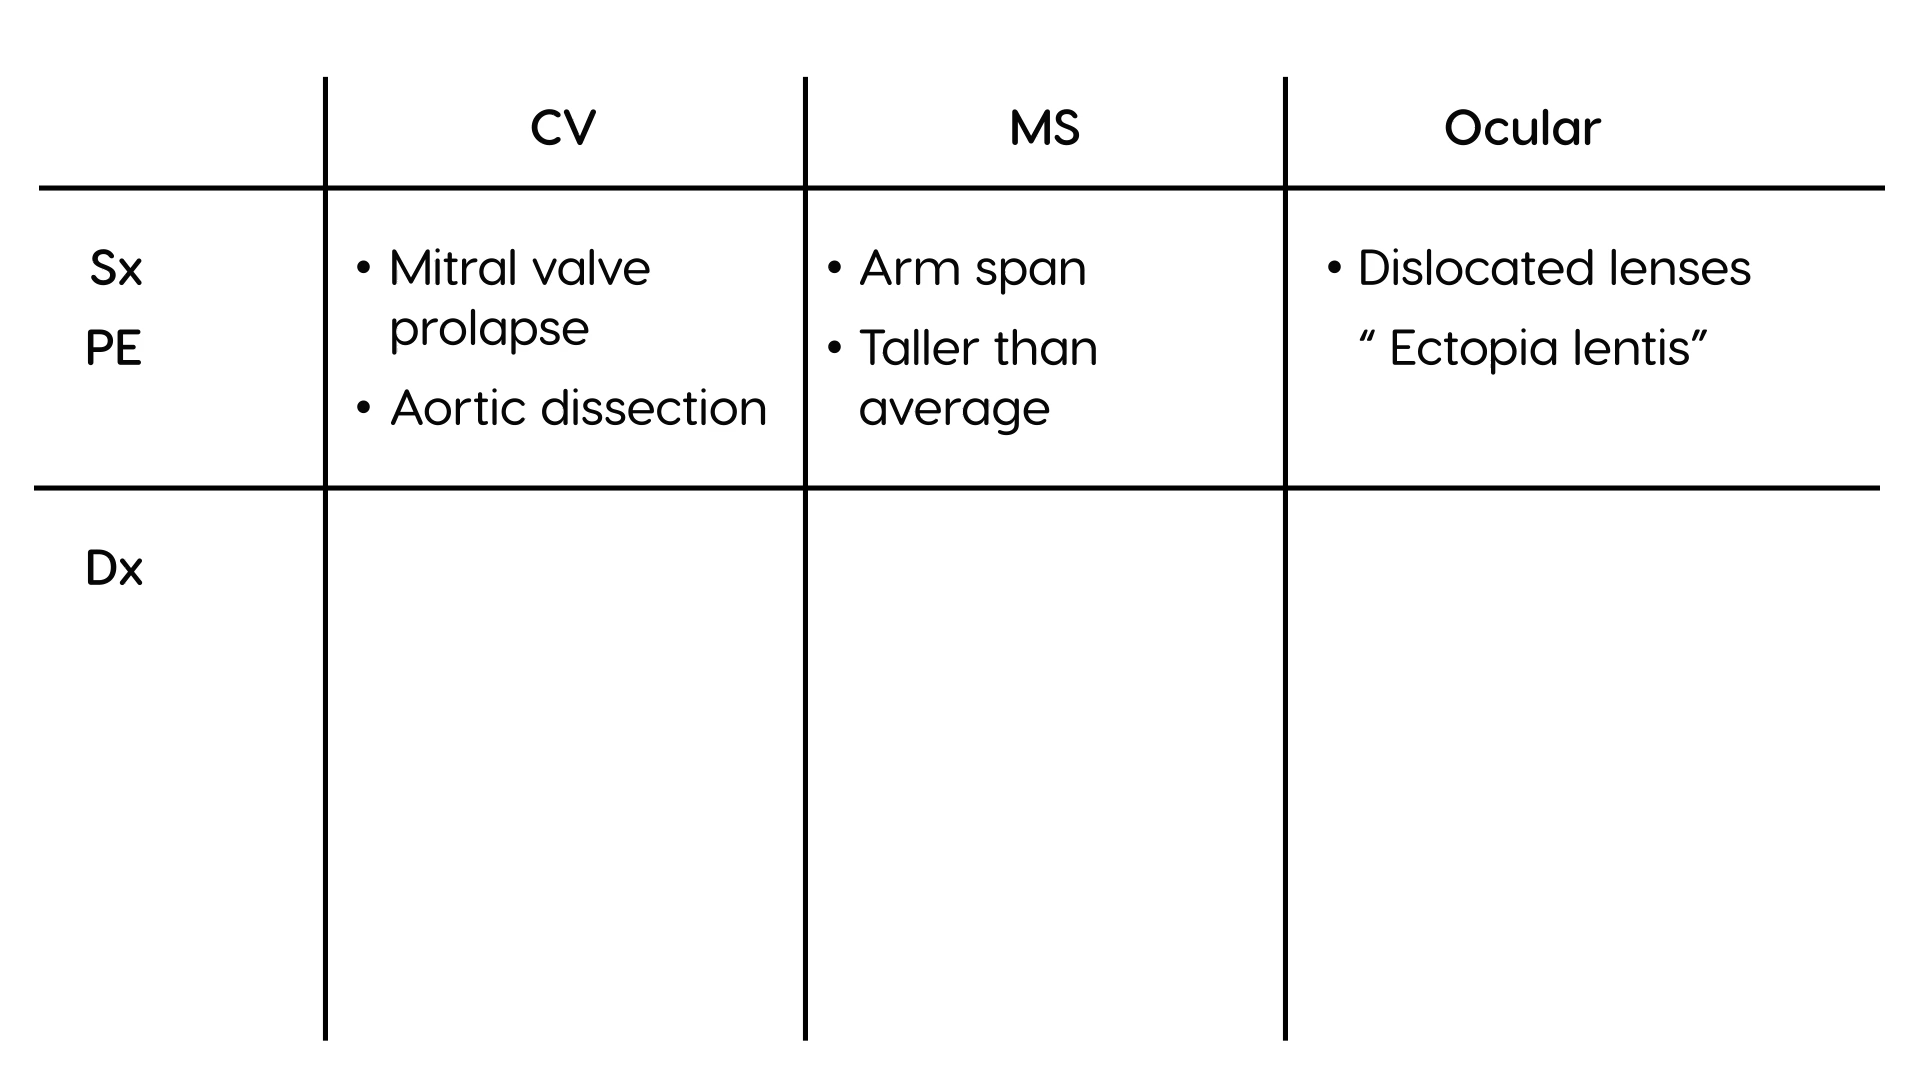 CV
MS
Ocular
Sx
PE
• Mitral valve
prolapse
• Aortic dissection
• Arm span
• Taller than
average
• Dislocated lenses
“ Ectopia lentis”
Dx